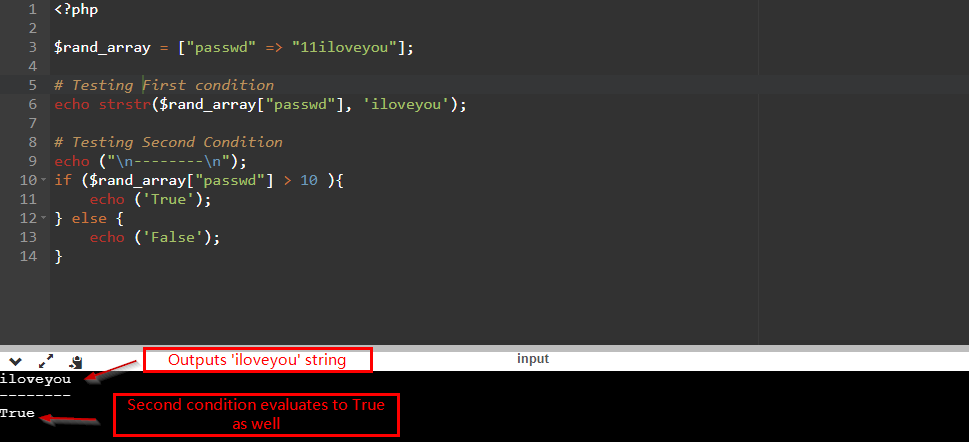 1 <?php
2
3 $rand_array = ["passwd" => "11iloveyou"];
4
5 # Testing First condition
6 echo strstr($rand_array["passwd"], 'iloveyou');
7
8 # Testing Second Condition
9 echo ("\n--------\n");
10 if ($rand_array["passwd"] > 10 ){
11     echo ('True');
12 } else {
13     echo ('False');
14 }
Outputs 'iloveyou' string
input
iloveyou
--------
True
Second condition evaluates to True
as well